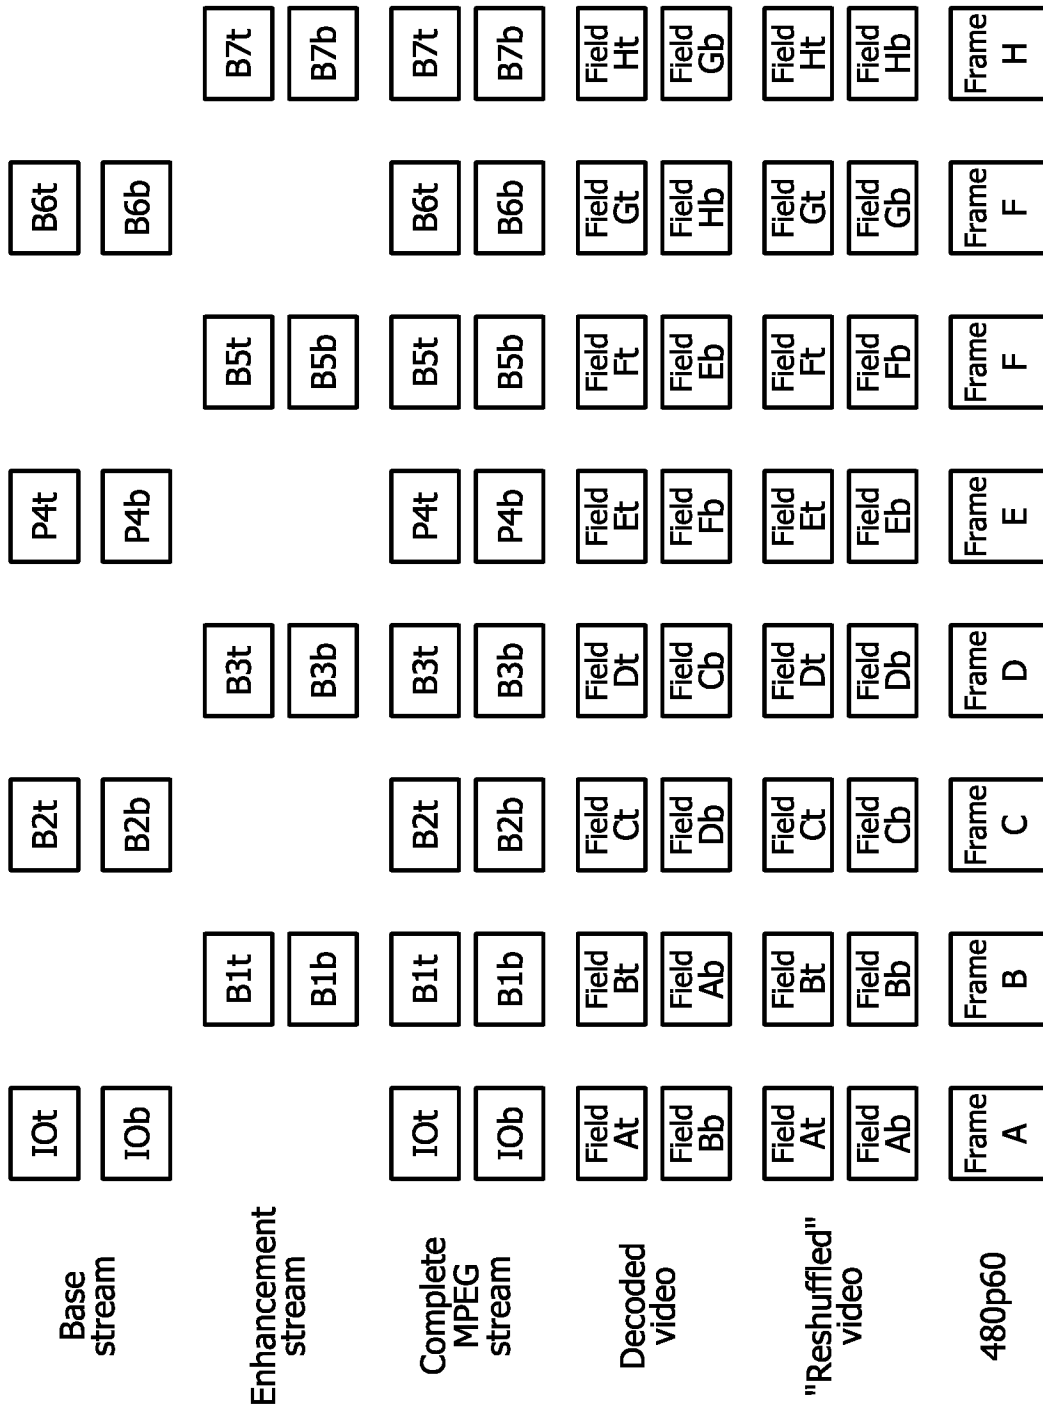 Base
stream
IOt
B2t
P4t
B6t
IOb
B2b
P4b
B6b
Enhancement
stream
B1t
B3t
B5t
B7t
B1b
B3b
B5b
B7b
Complete
MPEG
stream
IOt
B1t
B2t
B3t
P4t
B5t
B6t
B7t
IOb
B1b
B2b
B3b
P4b
B5b
B6b
B7b
Decoded
video
Field
At
Field
Bt
Field
Ct
Field
Dt
Field
Et
Field
Ft
Field
Gt
Field
Ht
Field
Bb
Field
Ab
Field
Db
Field
Cb
Field
Fb
Field
Eb
Field
Hb
Field
Gb
"Reshuffled"
video
Field
At
Field
Bt
Field
Ct
Field
Dt
Field
Et
Field
Ft
Field
Gt
Field
Ht
Field
Ab
Field
Bb
Field
Cb
Field
Db
Field
Eb
Field
Fb
Field
Gb
Field
Hb
480p60
Frame
A
Frame
B
Frame
C
Frame
D
Frame
E
Frame
F
Frame
F
Frame
H